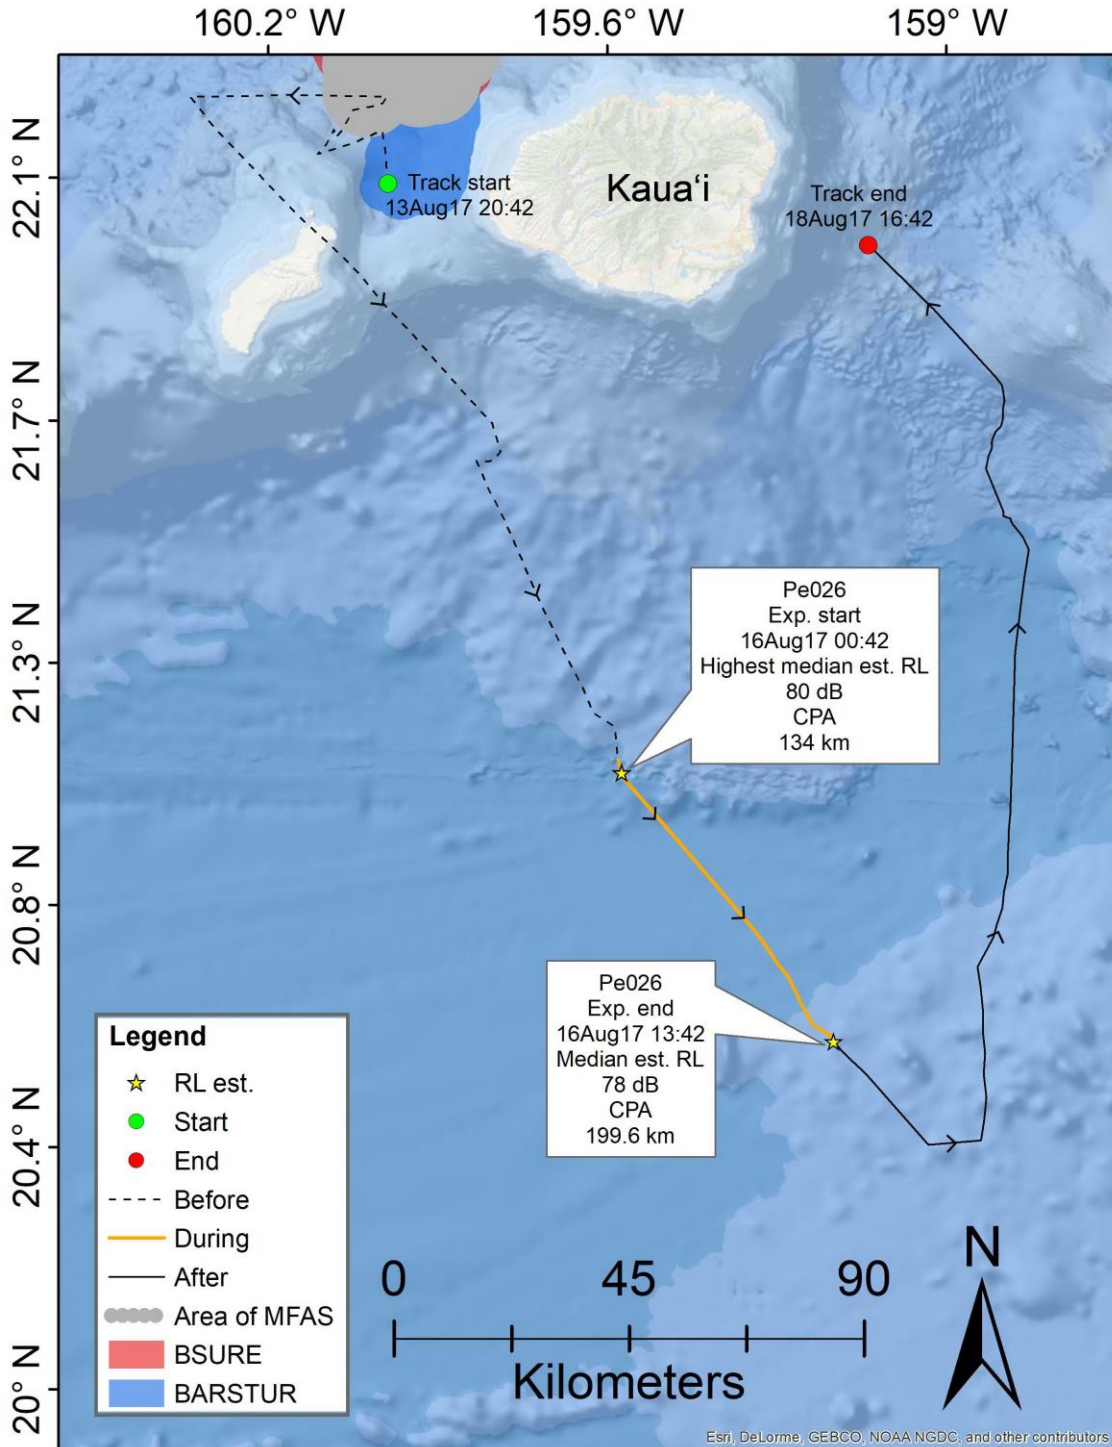 160.2° W
159.6° W
159° W
22.1° N
21.7° N
21.3° N
20.8° N
20.4° N
20° N
Track start
13Aug17 20:42
Kauaʻi
Track end
18Aug17 16:42
Pe026
Exp. start
16Aug17 00:42
Highest median est. RL
80 dB
CPA
134 km
Pe026
Exp. end
16Aug17 13:42
Median est. RL
78 dB
CPA
199.6 km
Legend
RL est.
Start
End
Before
During
After
Area of MFAS
BSURE
BARSTUR
0
45
90
Kilometers
N
Esri, DeLorme, GEBCO, NOAA NGDC, and other contributors